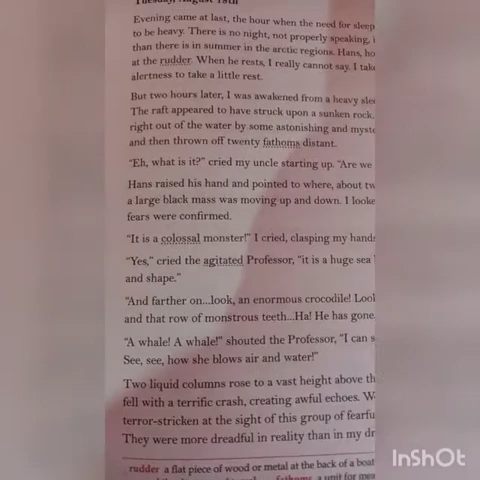 Tuesday, August 18th
Evening came at last, the hour when the need for sleep
to be heavy. There is no night, not properly speaking,
than there is in summer in the arctic regions. Hans,
at the rudder. When he rests, I really cannot say. I
alertness to take a little rest.
But two hours later, I was awakened from a heavy
The raft appeared to have struck upon a sunken rock.
right out of the water by some astonishing and
and then thrown off twenty fathoms distant.
"Eh, what is it?" cried my uncle starting up. "Are we
Hans raised his hand and pointed to where, about
a large black mass was moving up and down. I
fears were confirmed.
"It is a colossal monster!" I cried, clasping my hands
"Yes," cried the agitated Professor, "it is a huge sea
and shape."
"And farther on...look, an enormous crocodile!
and that row of monstrous teeth...Ha! He has gone
"A whale! A whale!" shouted the Professor, "I can
See, see, how she blows air and water!"
Two liquid columns rose to a vast height above
fell with a terrific crash, creating awful echoes.
terror-stricken at the sight of this group of
They were more dreadful in reality than in my
rudder a flat piece of wood or metal at the back of a boat
fathoms a unit for
InShOt